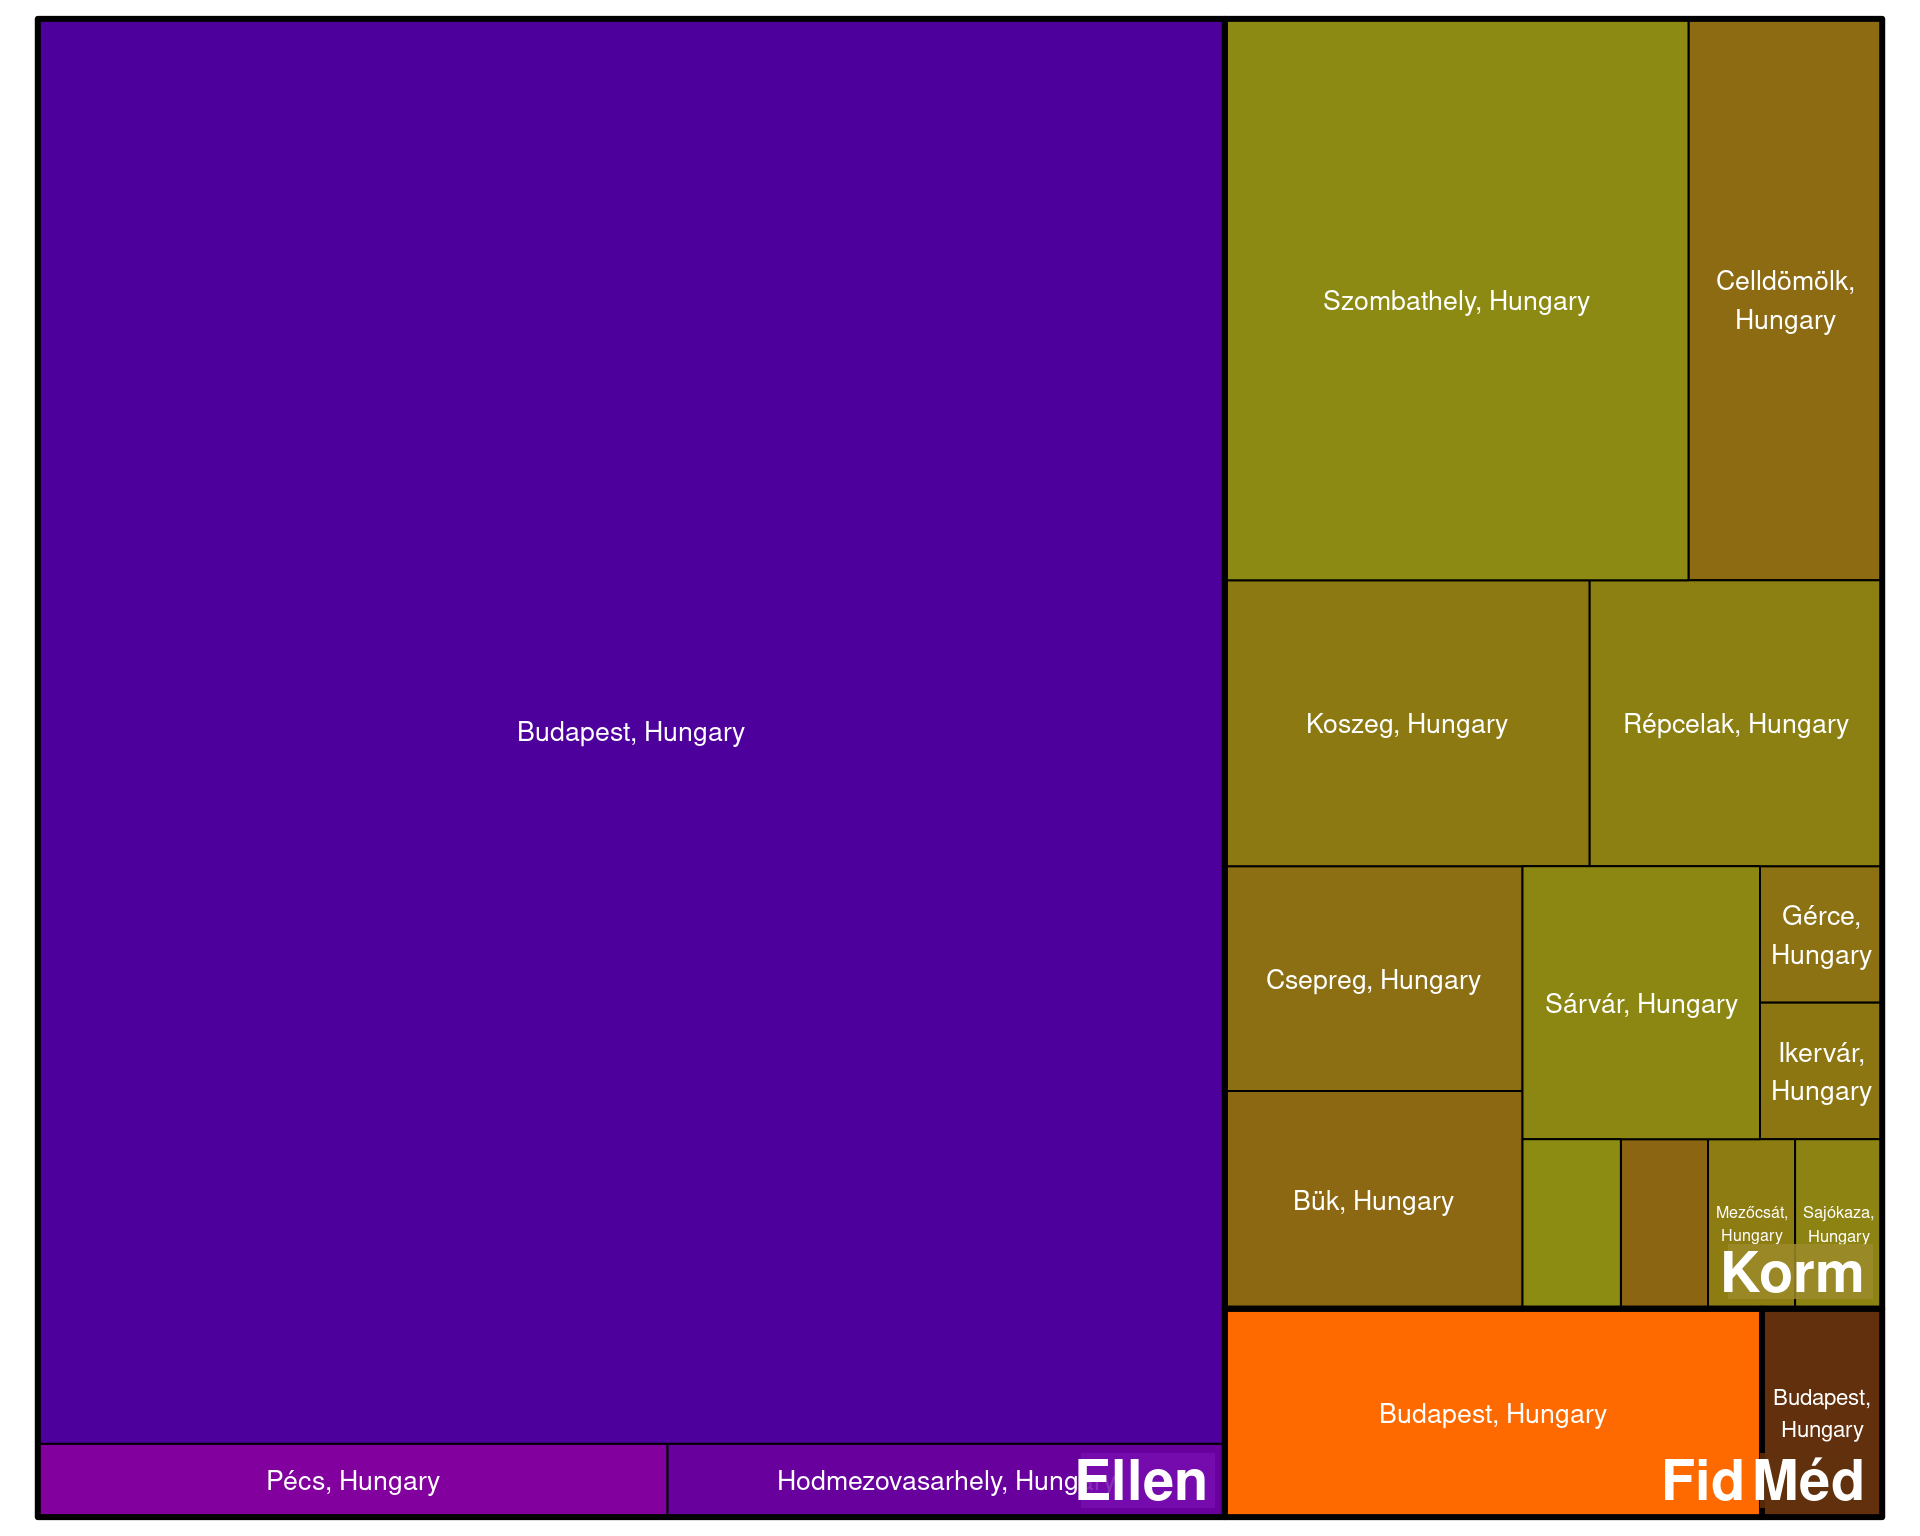 Budapest, Hungary
Pécs, Hungary
Hodmezovasarhely, Hungary
Ellen
Szombathely, Hungary
Celldömölk,
Hungary
Koszeg, Hungary
Répcelak, Hungary
Csepreg, Hungary
Sárvár, Hungary
Gérce,
Hungary
Ikervár,
Hungary
Bük, Hungary
Mezőcsát,
Hungary
Sajókaza,
Hungary
Korm
Budapest, Hungary
Fid
Budapest,
Hungary
Méd